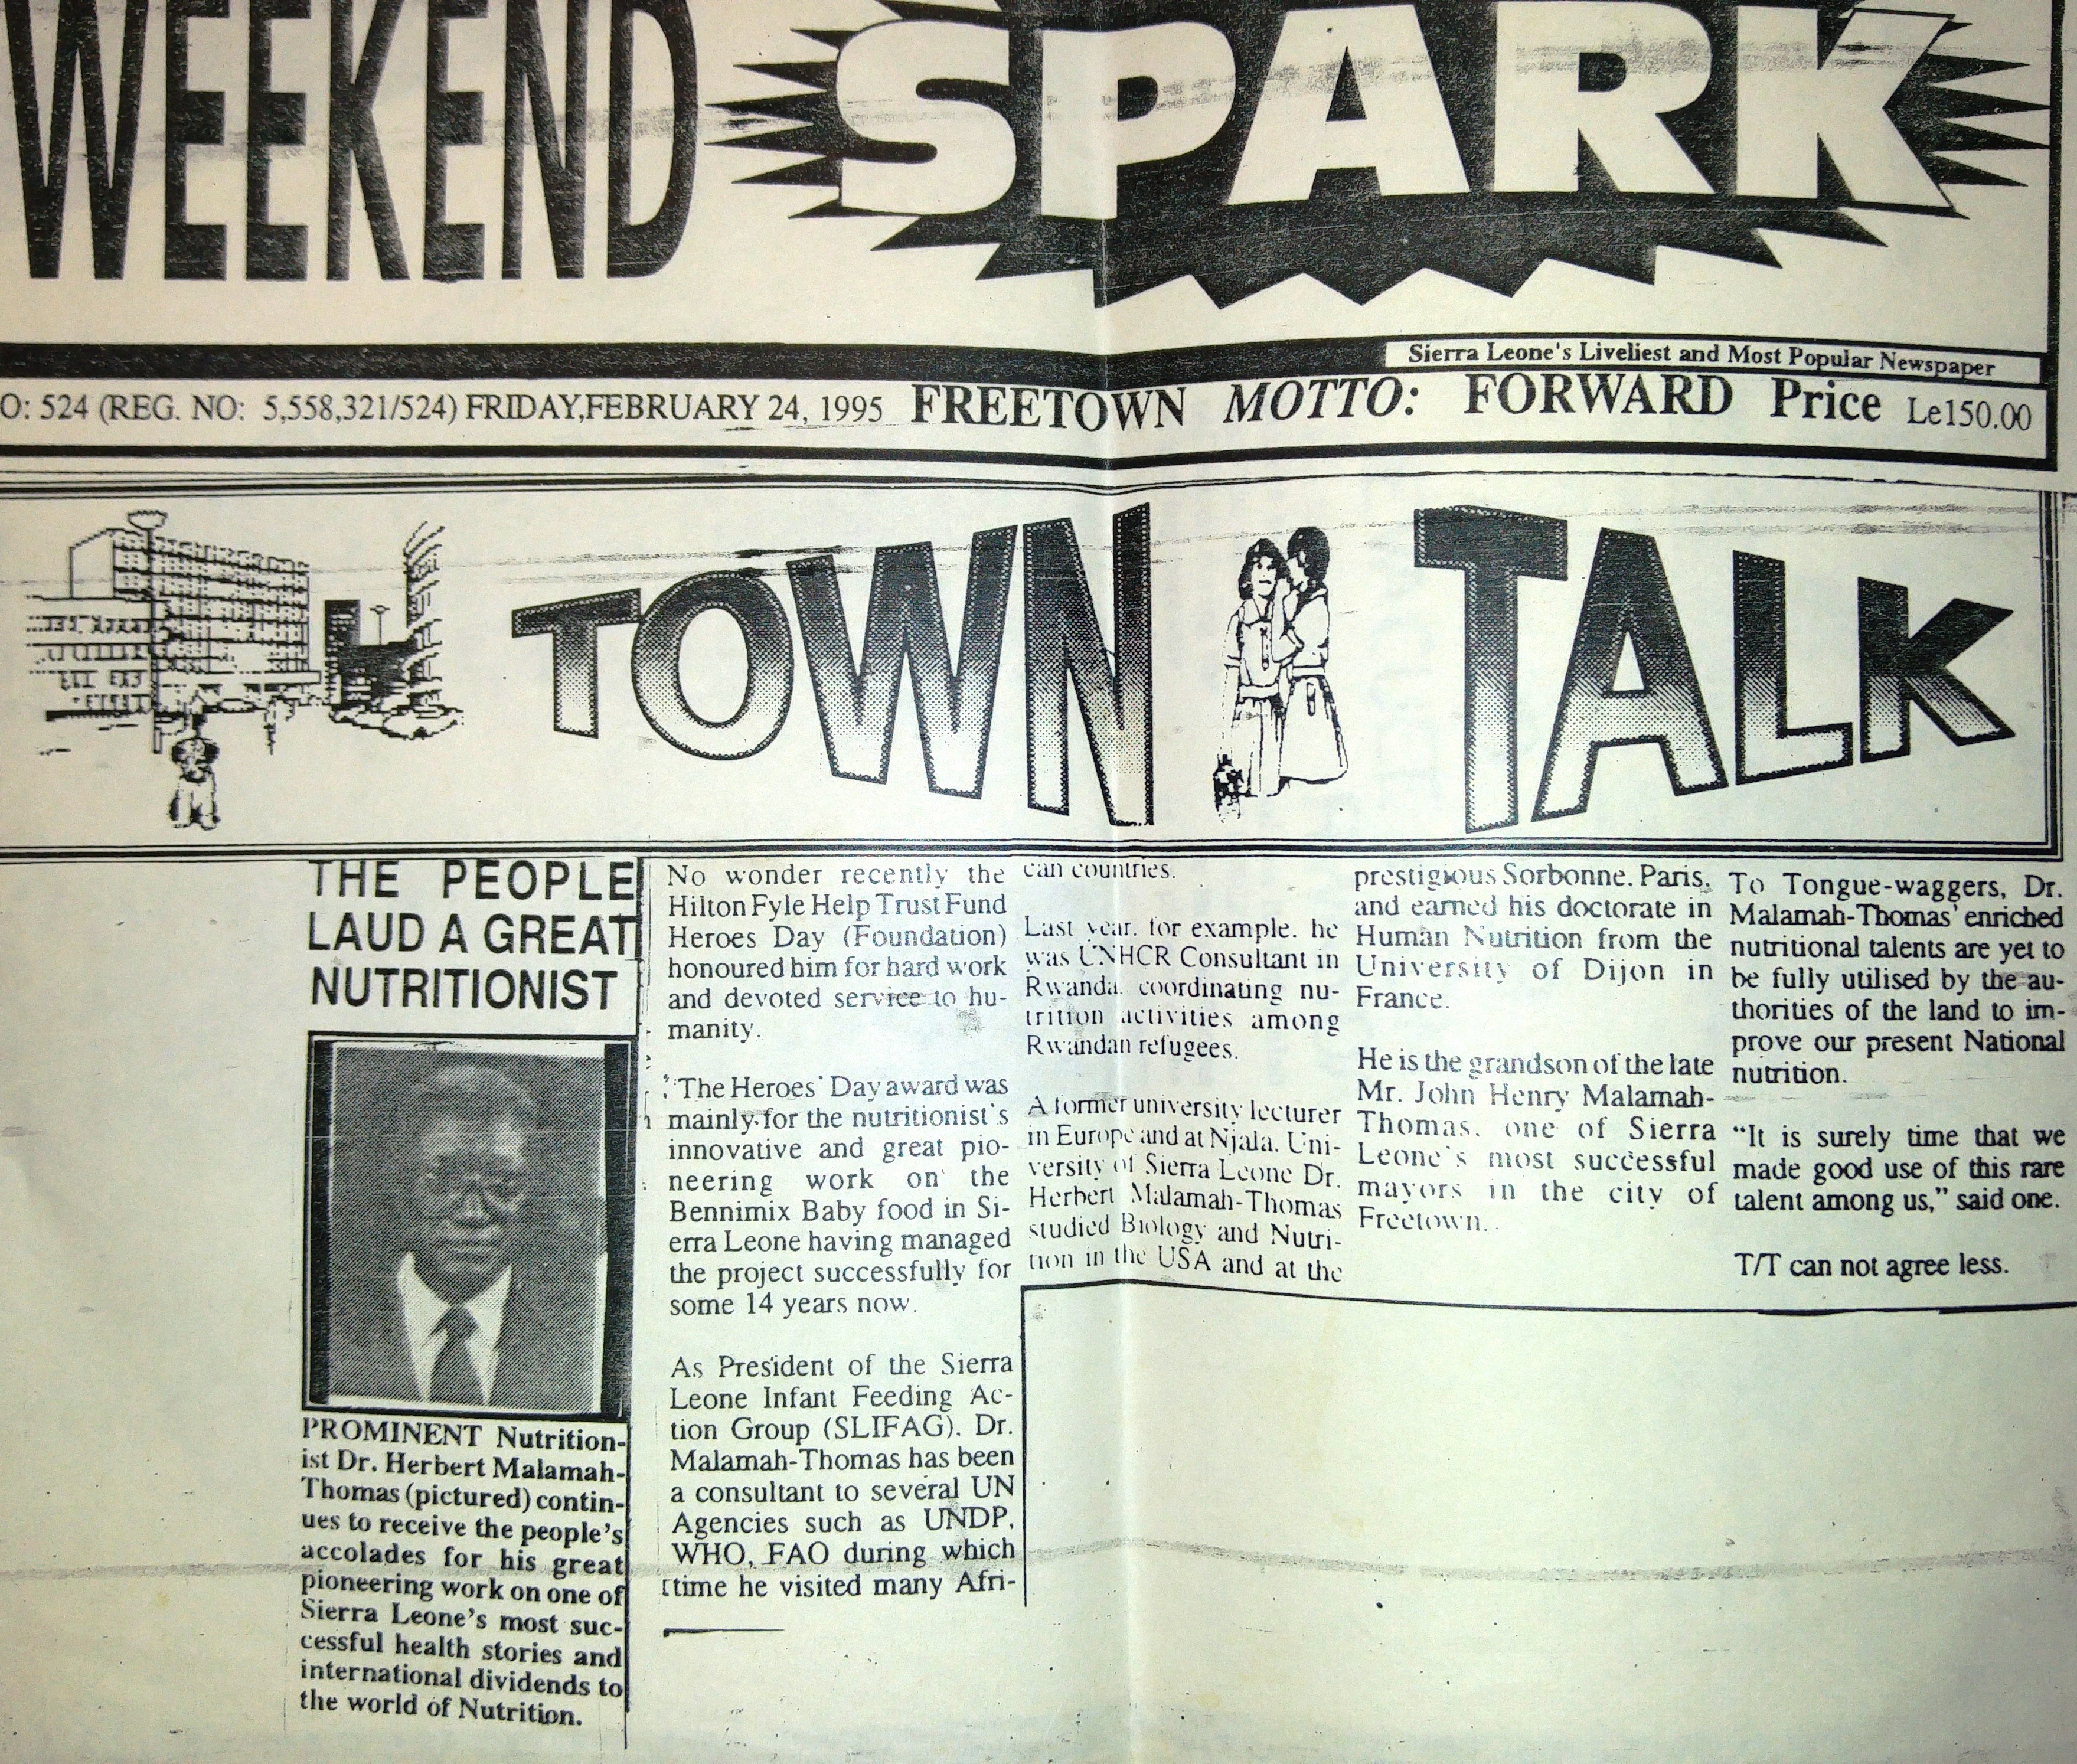 WEEKEND SPARK
Sierra Leone's Liveliest and Most Popular Newspaper
O: 524 (REG. NO: 5,558,321/524) FRIDAY,FEBRUARY 24, 1995 FREETOWN MOTTO: FORWARD Price Le150.00
TOWN TALK
THE PEOPLE
LAUD A GREAT
NUTRITIONIST
PROMINENT Nutrition-
ist Dr. Herbert Malamah-
Thomas (pictured) contin-
ues to receive the people's
accolades for his great
pioneering work on one of
Sierra Leone's most suc-
cessful health stories and
international dividends to
the world of Nutrition.
No wonder recently the
Hilton Fyle Help Trust Fund
Heroes Day (Foundation)
honoured him for hard work
and devoted service to hu-
manity.
The Heroes' Day award was
mainly for the nutritionist's
innovative and great pio-
neering work on the
Bennimix Baby food in Si-
erra Leone having managed
the project successfully for
some 14 years now.
As President of the Sierra
Leone Infant Feeding Ac-
tion Group (SLIFAG), Dr.
Malamah-Thomas has been
a consultant to several UN
Agencies such as UNDP,
WHO, FAO during which
time he visited many Afri-
can countries.
Last year, for example, he
was UNHCR Consultant in
Rwanda, coordinating nu-
trition activities among
Rwandan refugees.
A former university lecturer
in Europe and at Njala, Uni-
versity of Sierra Leone Dr.
Herbert Malamah-Thomas
studied Biology and Nutri-
tion in the USA and at the
prestigious Sorbonne, Paris,
and earned his doctorate in
Human Nutrition from the
University of Dijon in
France.
He is the grandson of the late
Mr. John Henry Malamah-
Thomas, one of Sierra
Leone's most successful
mayors in the city of
Freetown.
To Tongue-waggers, Dr.
Malamah-Thomas' enriched
nutritional talents are yet to
be fully utilised by the au-
thorities of the land to im-
prove our present National
nutrition.
“It is surely time that we
made good use of this rare
talent among us,” said one.
T/T can not agree less.